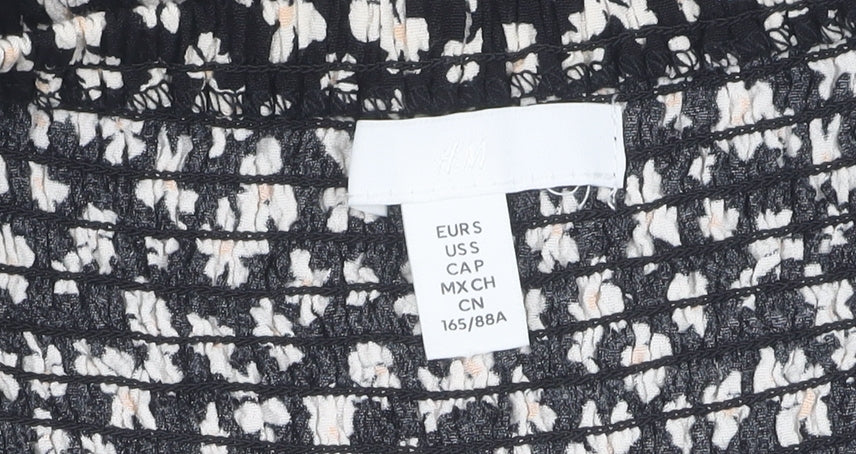 H&M
EUR S
US S
CA P
MX CH
CN
165/88A